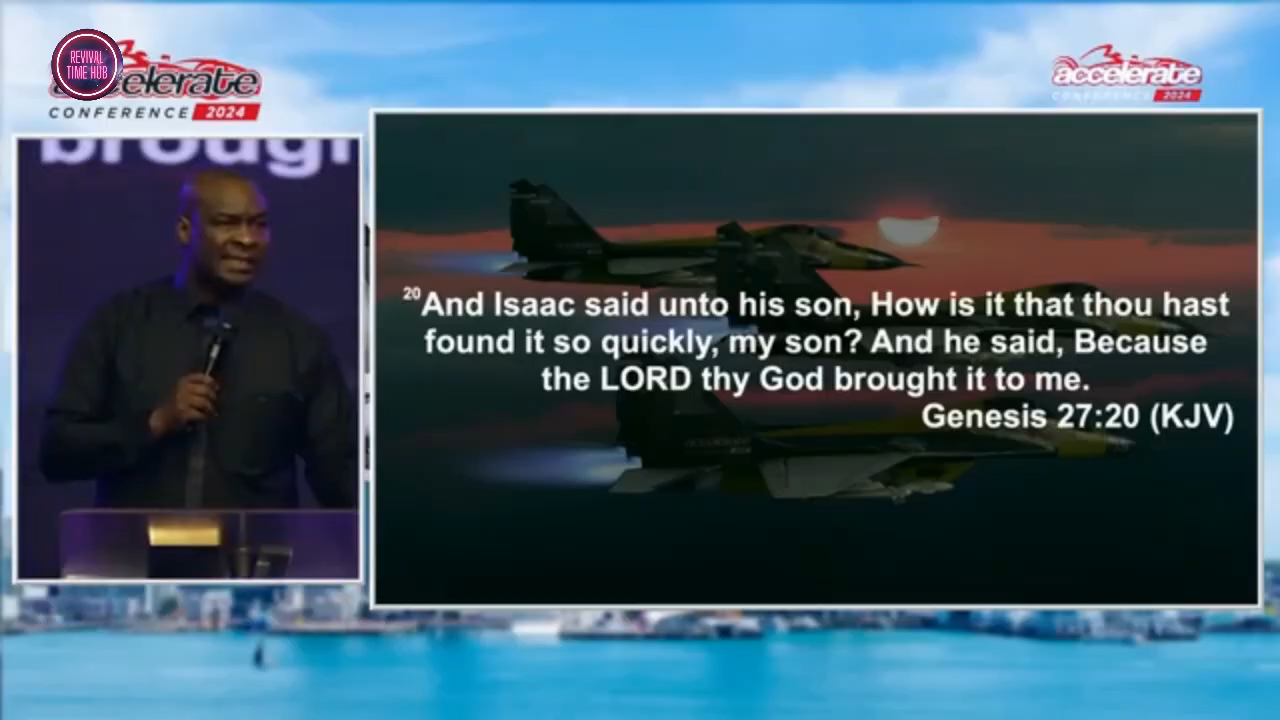 REVIVAL
TIME HUB
accelerate
CONFERENCE 2024
accelerate
CONFERENCE 2024
brough
20And Isaac said unto his son, How is it that thou hast
found it so quickly, my son? And he said, Because
the LORD thy God brought it to me.
Genesis 27:20 (KJV)